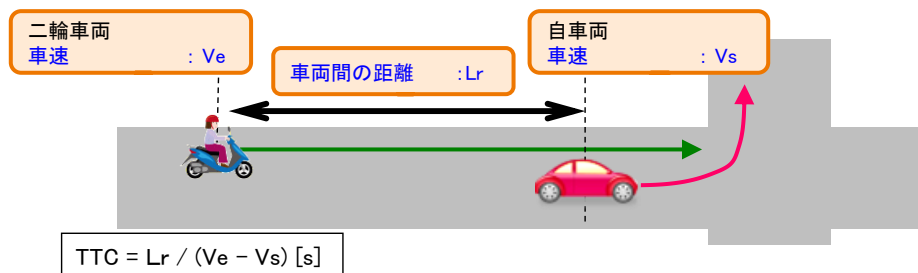 二輪車両
車速 : Ve
車両間の距離 :Lr
自車両
車速 : Vs
TTC = Lr / (Ve − Vs) [s]